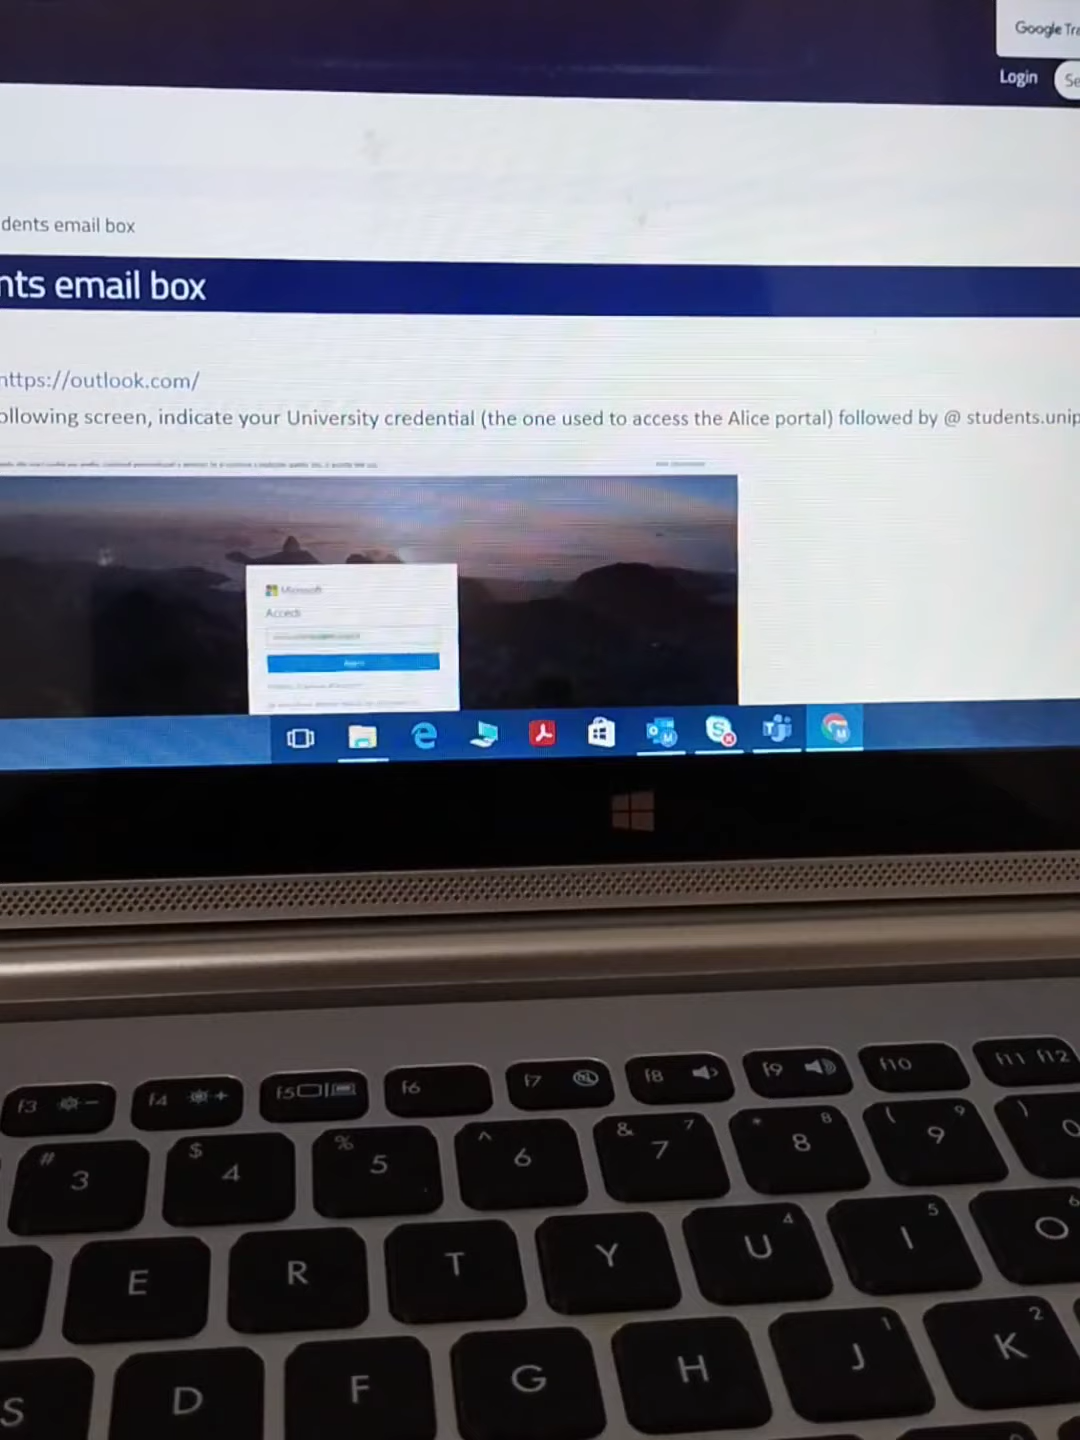 Google Tra
Login
Se
dents email box
nts email box
https://outlook.com/
ollowing screen, indicate your University credential (the one used to access the Alice portal) followed by @ students.unip
Microsoft
Accedi
f3 f4 f5 f6 f7 f8 f9 f10 f11 f12
# 3 $ 4 % 5 ^ 6 & 7 7 * 8 8 ( 9 9 ) 0
E R T Y U 4 I 5 O 6
S D F G H J 1 K 2